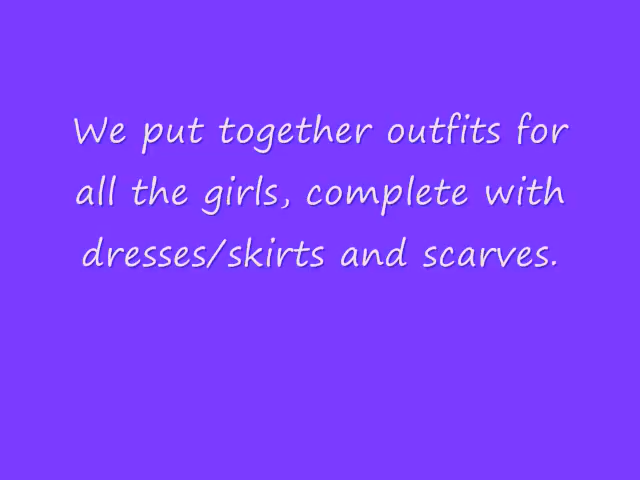 We put together outfits for
all the girls, complete with
dresses/skirts and scarves.